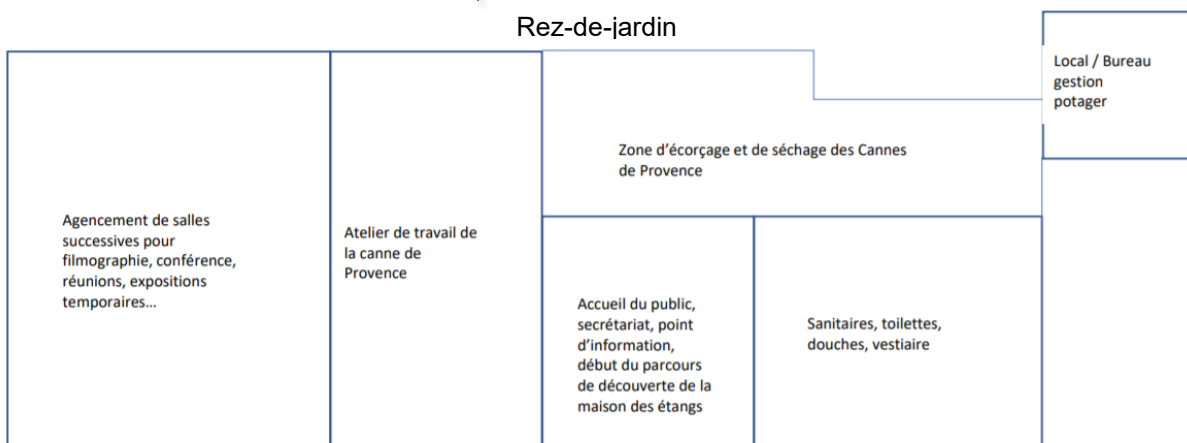 Rez-de-jardin
Local / Bureau
gestion
potager
Zone d'écorçage et de séchage des Cannes
de Provence
Agencement de salles
successives pour
filmographie, conférence,
réunions, expositions
temporaires...
Atelier de travail de
la canne de
Provence
Accueil du public,
secrétariat, point
d'information,
début du parcours
de découverte de la
maison des étangs
Sanitaires, toilettes,
douches, vestiaire